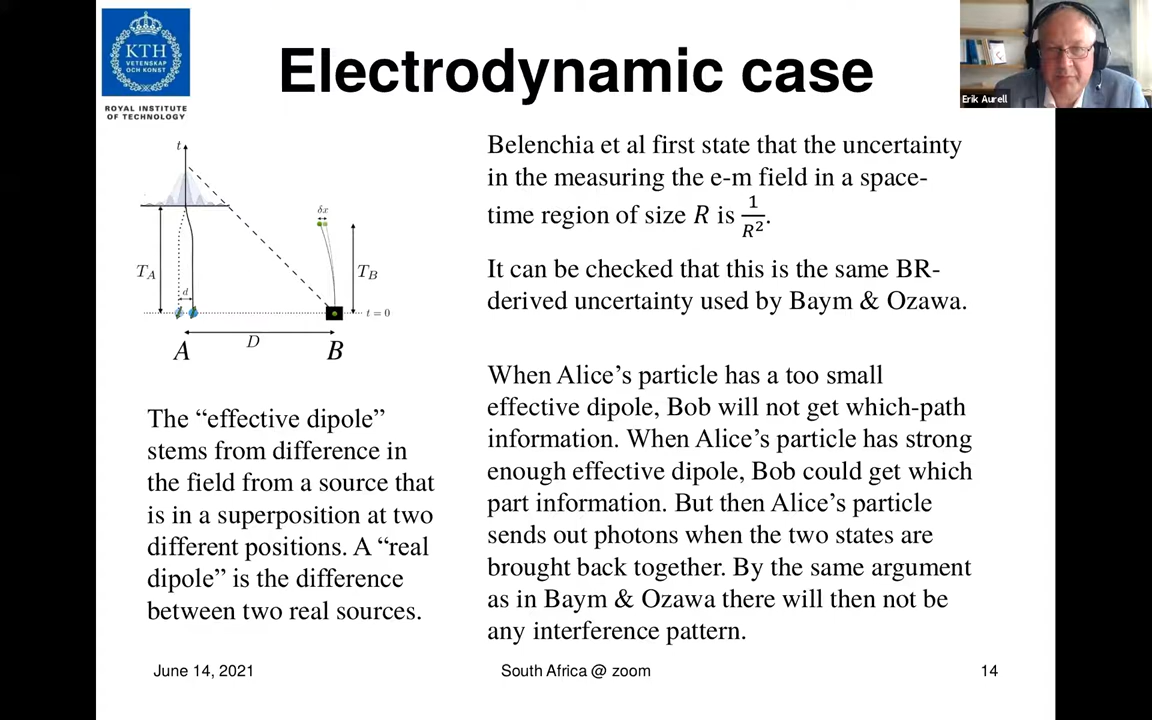 KTH
VETENSKAP
OCH KONST
ROYAL INSTITUTE
OF TECHNOLOGY
Electrodynamic case
Erik Aurell
t
δx
T_A
T_B
d
t = 0
D
A
B
The “effective dipole”
stems from difference in
the field from a source that
is in a superposition at two
different positions. A “real
dipole” is the difference
between two real sources.
Belenchia et al first state that the uncertainty
in the measuring the e-m field in a space-
time region of size R is 1/R².
It can be checked that this is the same BR-
derived uncertainty used by Baym & Ozawa.
When Alice’s particle has a too small
effective dipole, Bob will not get which-path
information. When Alice’s particle has strong
enough effective dipole, Bob could get which
part information. But then Alice’s particle
sends out photons when the two states are
brought back together. By the same argument
as in Baym & Ozawa there will then not be
any interference pattern.
June 14, 2021
South Africa @ zoom
14